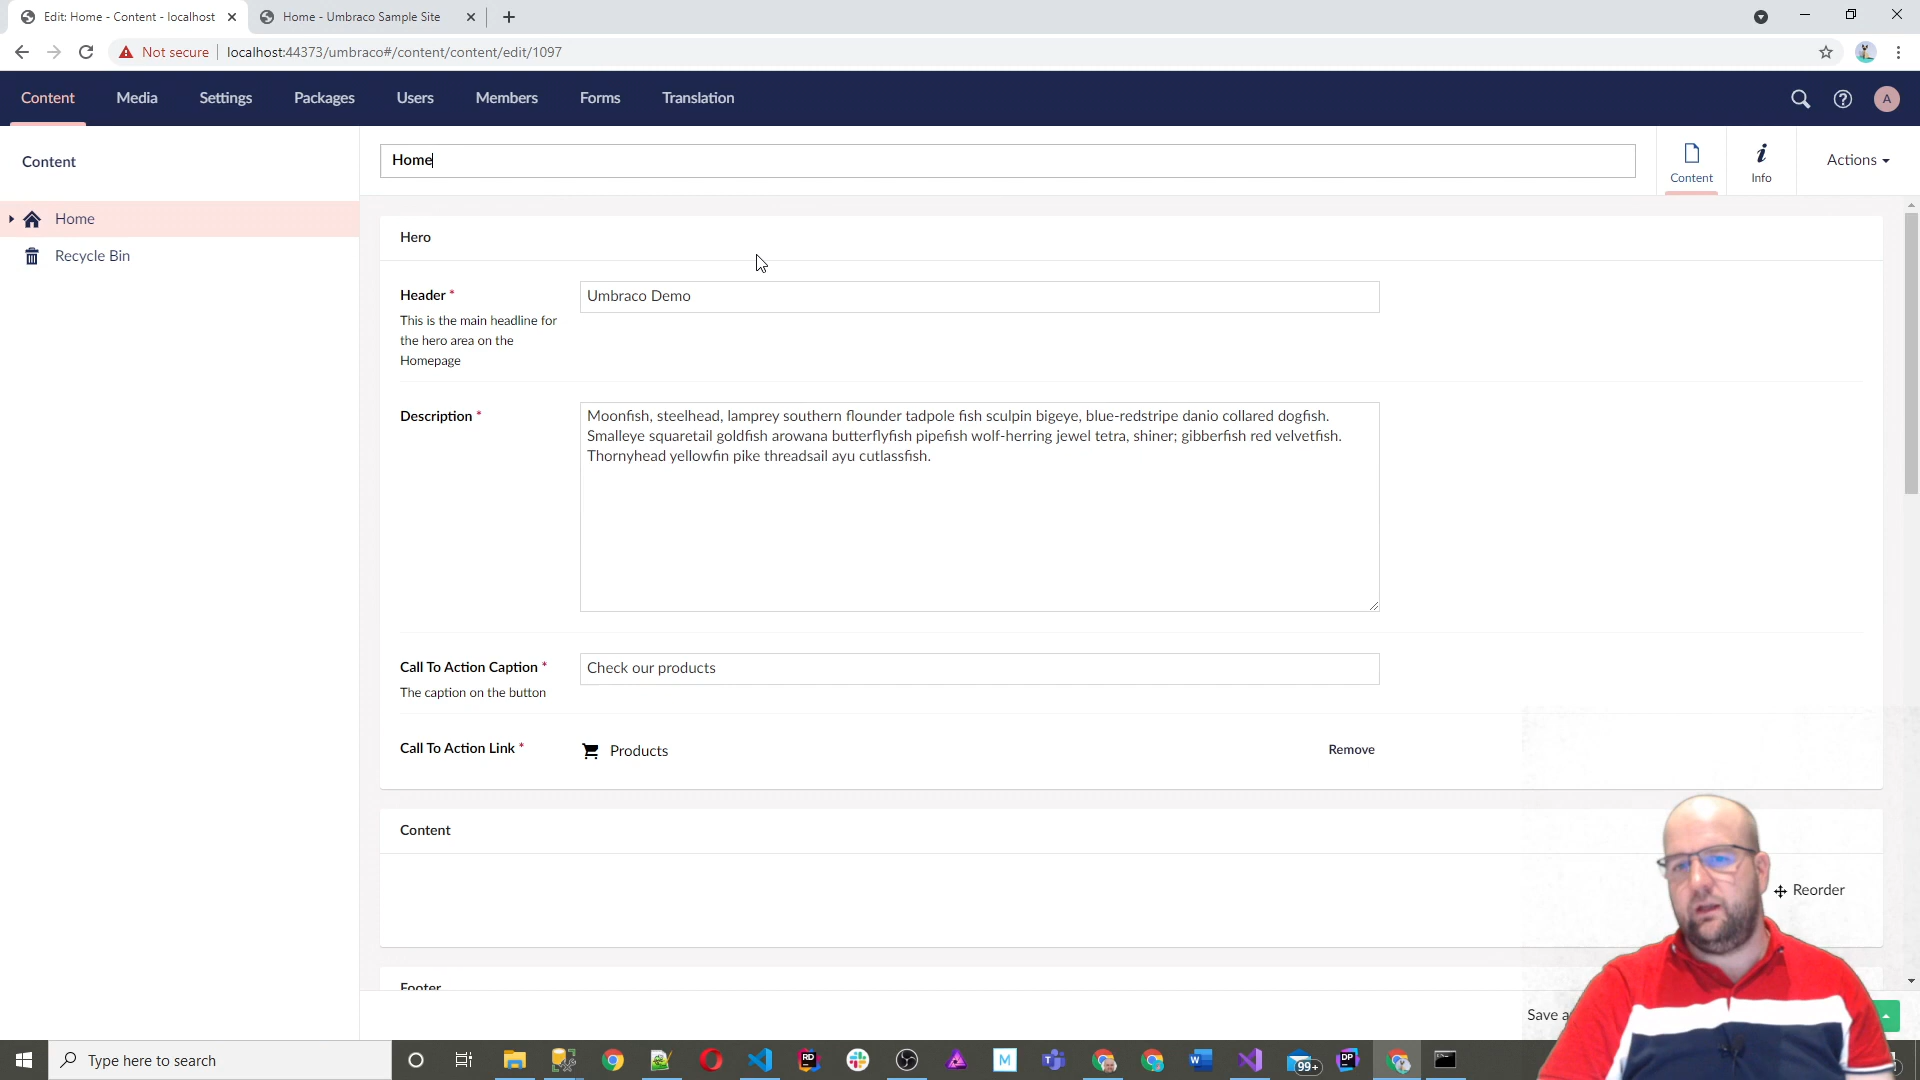 Edit: Home - Content - localhost
Home - Umbraco Sample Site
Not secure
localhost:44373/umbraco#/content/content/edit/1097
Content
Media
Settings
Packages
Users
Members
Forms
Translation
A
Content
Home
Content
Info
Actions
Home
Recycle Bin
Hero
Header *
This is the main headline for
the hero area on the
Homepage
Umbraco Demo
Description *
Moonfish, steelhead, lamprey southern flounder tadpole fish sculpin bigeye, blue-redstripe danio collared dogfish.
Smalleye squaretail goldfish arowana butterflyfish pipefish wolf-herring jewel tetra, shiner; gibberfish red velvetfish.
Thornyhead yellowfin pike threadsail ayu cutlassfish.
Call To Action Caption *
The caption on the button
Check our products
Call To Action Link *
Products
Remove
Content
Reorder
Footer
Save a
Type here to search
RD
M
99+
DP